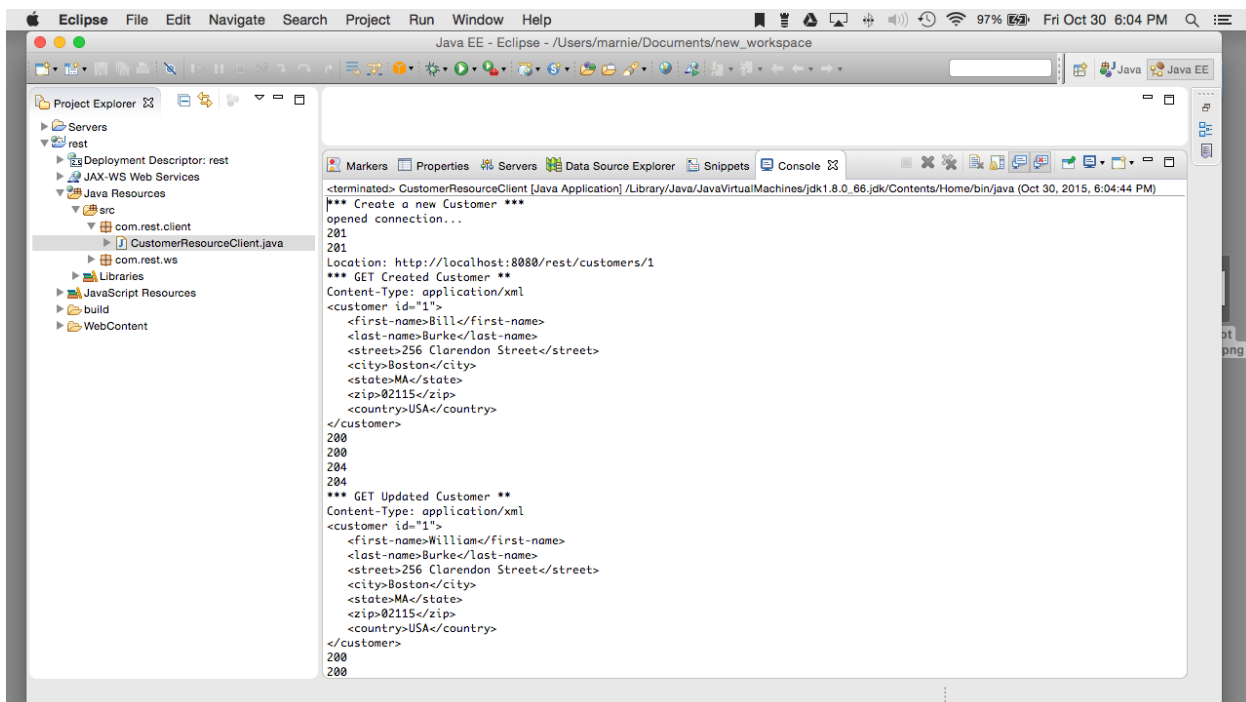 Eclipse File Edit Navigate Search Project Run Window Help 97% Fri Oct 30 6:04 PM
Java EE - Eclipse - /Users/marnie/Documents/new_workspace
Java Java EE
Project Explorer
Servers
rest
Deployment Descriptor: rest
JAX-WS Web Services
Java Resources
src
com.rest.client
CustomerResourceClient.java
com.rest.ws
Libraries
JavaScript Resources
build
WebContent
Markers Properties Servers Data Source Explorer Snippets Console
<terminated> CustomerResourceClient [Java Application] /Library/Java/JavaVirtualMachines/jdk1.8.0_66.jdk/Contents/Home/bin/java (Oct 30, 2015, 6:04:44 PM)
*** Create a new Customer ***
opened connection...
201
201
Location: http://localhost:8080/rest/customers/1
*** GET Created Customer **
Content-Type: application/xml
<customer id="1">
<first-name>Bill</first-name>
<last-name>Burke</last-name>
<street>256 Clarendon Street</street>
<city>Boston</city>
<state>MA</state>
<zip>02115</zip>
<country>USA</country>
</customer>
200
200
204
204
*** GET Updated Customer **
Content-Type: application/xml
<customer id="1">
<first-name>William</first-name>
<last-name>Burke</last-name>
<street>256 Clarendon Street</street>
<city>Boston</city>
<state>MA</state>
<zip>02115</zip>
<country>USA</country>
</customer>
200
200
ot
png